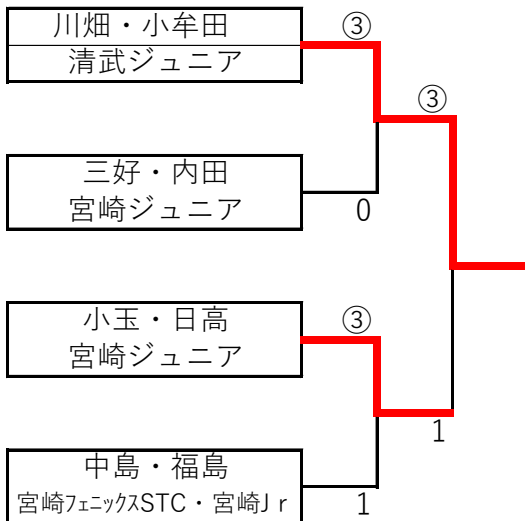 川畑・小牟田
清武ジュニア
③
③
三好・内田
宮崎ジュニア
0
小玉・日高
宮崎ジュニア
③
1
中島・福島
宮崎フェニックスSTC・宮崎Jr
1